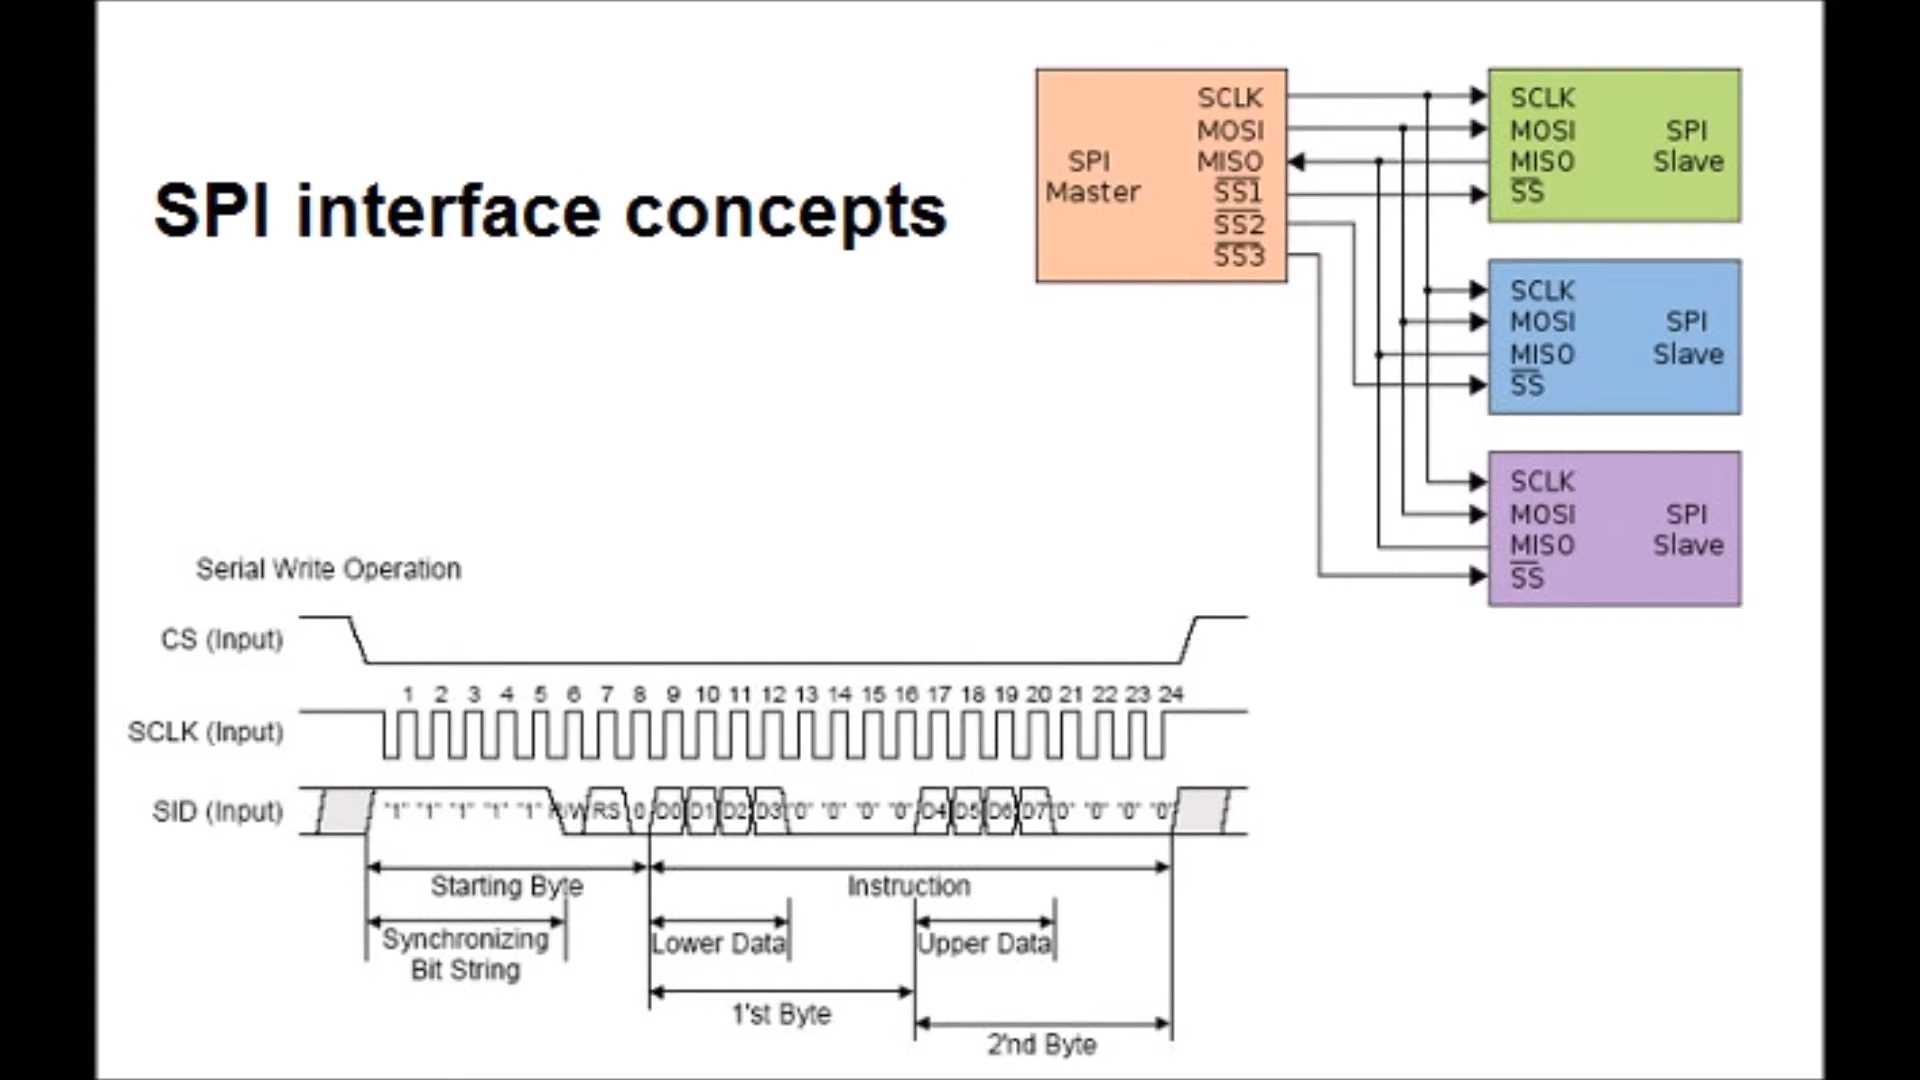 SPI interface concepts
SPI
Master
SCLK
MOSI
MISO
SS1
SS2
SS3
SCLK
MOSI
MISO
SS
SPI
Slave
SCLK
MOSI
MISO
SS
SPI
Slave
SCLK
MOSI
MISO
SS
SPI
Slave
Serial Write Operation
CS (Input)
1 2 3 4 5 6 7 8 9 10 11 12 13 14 15 16 17 18 19 20 21 22 23 24
SCLK (Input)
SID (Input)
"1" "1" "1" "1" "1" R/W RS 0 D0 D1 D2 D3 "0" "0" "0" "0" D4 D5 D6 D7 "0" "0" "0" "0"
Starting Byte
Instruction
Synchronizing
Bit String
Lower Data
Upper Data
1'st Byte
2'nd Byte